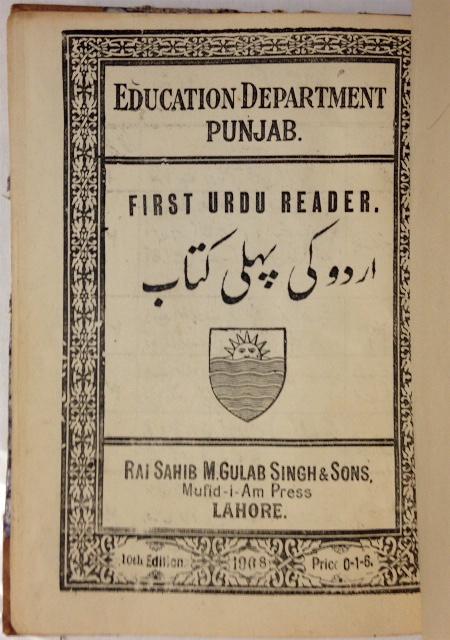 EDUCATION DEPARTMENT
PUNJAB.
FIRST URDU READER.
اردو کی پہلی کتاب
RAI SAHIB M. GULAB SINGH & SONS,
Mufid-i-Am Press
LAHORE.
10th Edition. 1908 Price 0-1-6.